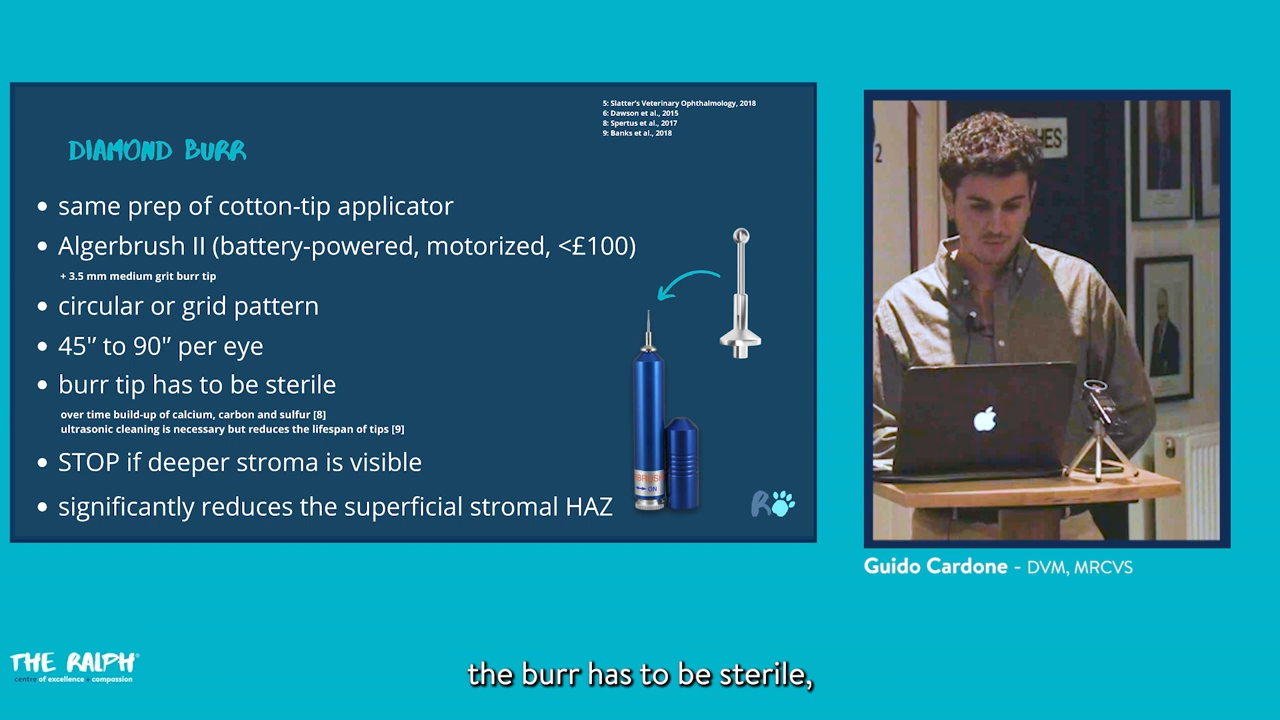 5: Slatter's Veterinary Ophthalmology, 2018
6: Dawson et al., 2015
8: Spertus et al., 2017
9: Banks et al., 2018
DIAMOND BURR
• same prep of cotton-tip applicator
• Algerbrush II (battery-powered, motorized, <£100)
+ 3.5 mm medium grit burr tip
• circular or grid pattern
• 45” to 90” per eye
• burr tip has to be sterile
over time build-up of calcium, carbon and sulfur [8]
ultrasonic cleaning is necessary but reduces the lifespan of tips [9]
• STOP if deeper stroma is visible
• significantly reduces the superficial stromal HAZ
ON
R
2
HES
Guido Cardone - DVM, MRCVS
THE RALPH
centre of excellence + compassion
the burr has to be sterile,